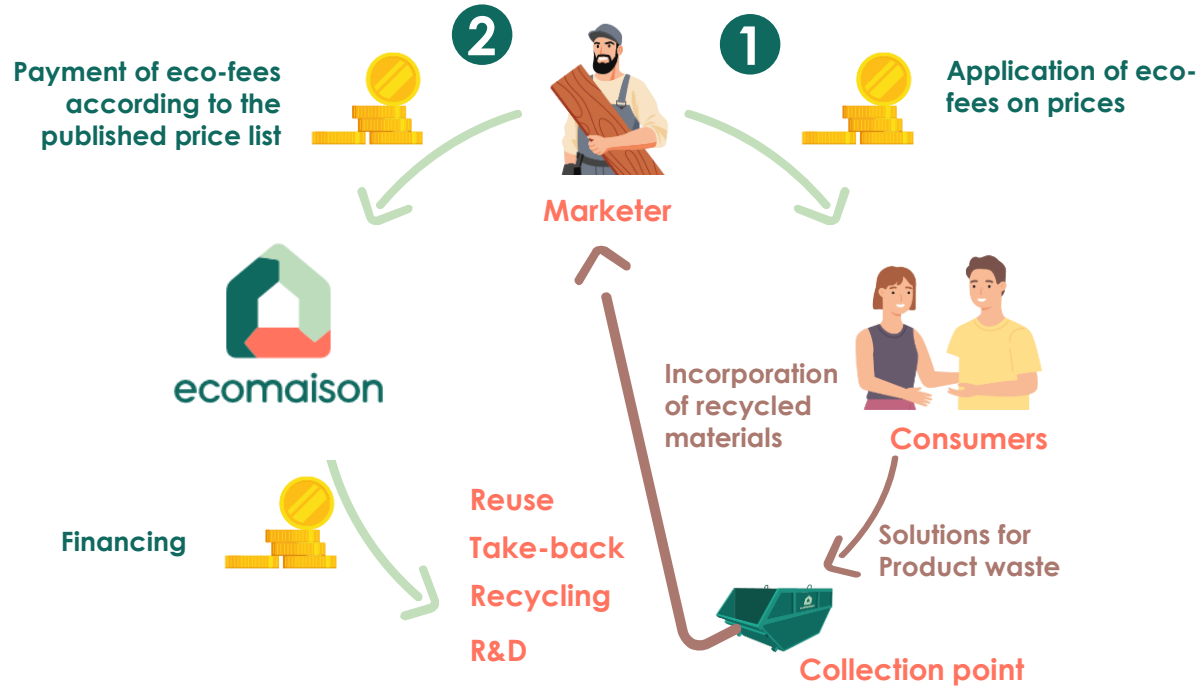 2
1
Payment of eco-fees
according to the
published price list
Application of eco-
fees on prices
Marketer
ecomaison
Incorporation
of recycled
materials
Consumers
Financing
Reuse
Take-back
Recycling
R&D
Solutions for
Product waste
Collection point